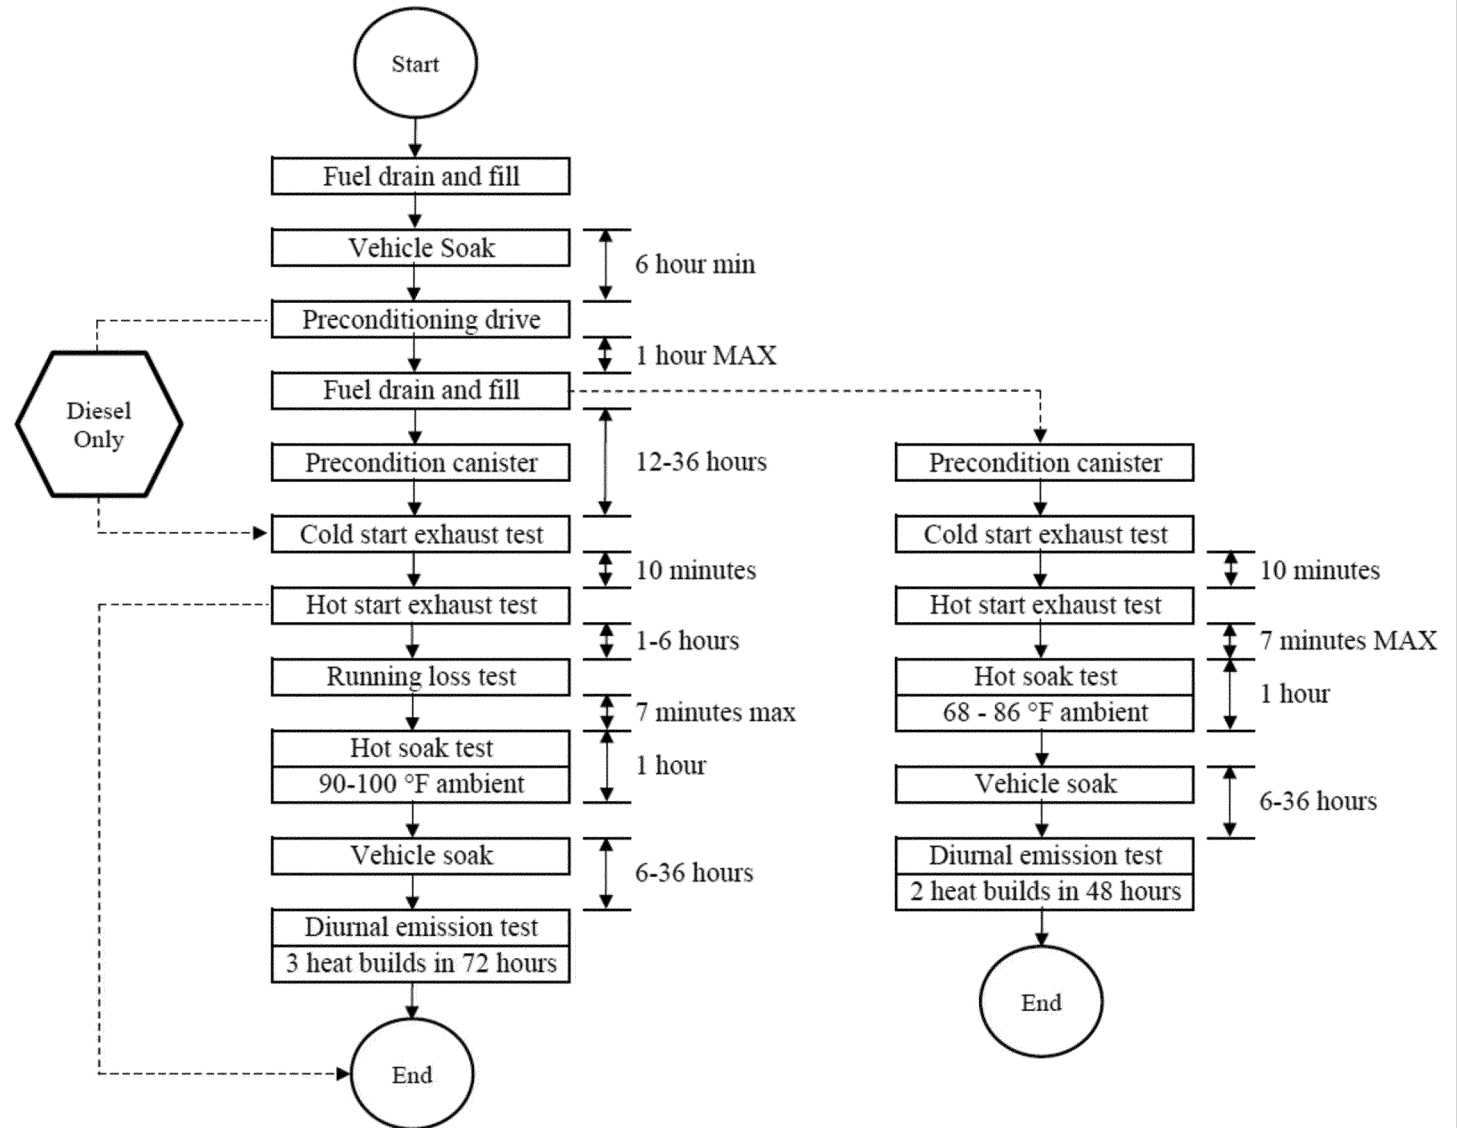 Start
Fuel drain and fill
Vehicle Soak
6 hour min
Preconditioning drive
1 hour MAX
Fuel drain and fill
Diesel
Only
Precondition canister
12-36 hours
Cold start exhaust test
10 minutes
Hot start exhaust test
1-6 hours
Running loss test
7 minutes max
Hot soak test
90-100 °F ambient
1 hour
Vehicle soak
6-36 hours
Diurnal emission test
3 heat builds in 72 hours
End
Precondition canister
Cold start exhaust test
10 minutes
Hot start exhaust test
7 minutes MAX
Hot soak test
68 - 86 °F ambient
1 hour
Vehicle soak
6-36 hours
Diurnal emission test
2 heat builds in 48 hours
End